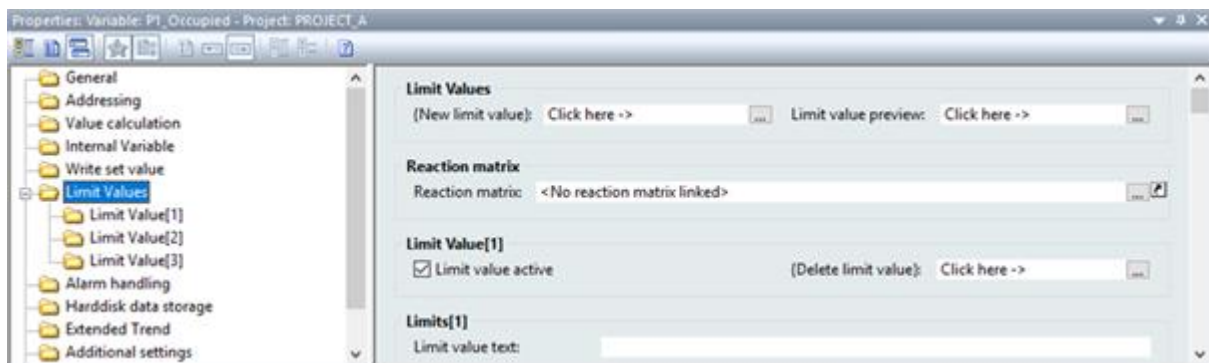 Properties: Variable: P1_Occupied - Project: PROJECT_A
General
Addressing
Value calculation
Internal Variable
Write set value
Limit Values
Limit Value[1]
Limit Value[2]
Limit Value[3]
Alarm handling
Harddisk data storage
Extended Trend
Additional settings
Limit Values
(New limit value): Click here -> ... Limit value preview: Click here -> ...
Reaction matrix
Reaction matrix: <No reaction matrix linked> ...
Limit Value[1]
Limit value active (Delete limit value): Click here -> ...
Limits[1]
Limit value text: